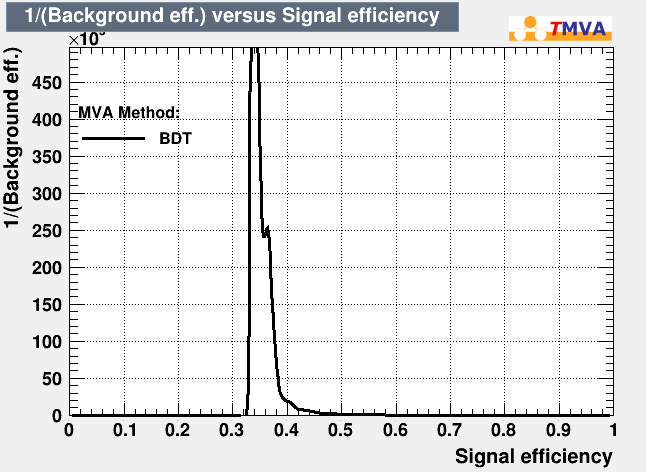 1/(Background eff.) versus Signal efficiency
TMVA
1/(Background eff.)
450
400
350
300
250
200
150
100
50
0
MVA Method:
BDT
0 0.1 0.2 0.3 0.4 0.5 0.6 0.7 0.8 0.9 1
Signal efficiency